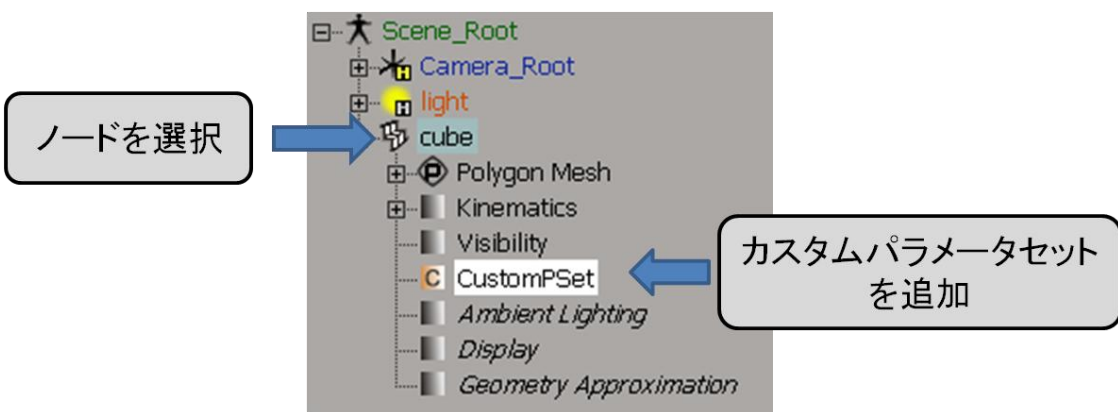 Scene_Root
Camera_Root
light
ノードを選択
cube
Polygon Mesh
Kinematics
Visibility
カスタムパラメータセット
を追加
C CustomPSet
Ambient Lighting
Display
Geometry Approximation